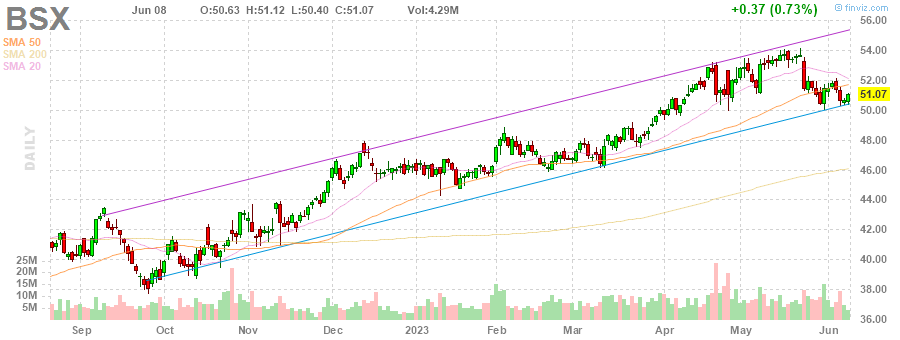 BSX Jun 08 O:50.63 H:51.12 L:50.40 C:51.07 Vol:4.29M +0.37 (0.73%) © finviz.com
SMA 50
SMA 200
SMA 20
DAILY
56.00
54.00
52.00
51.07
50.00
48.00
46.00
44.00
42.00
40.00
38.00
36.00
25M
20M
15M
10M
5M
Sep Oct Nov Dec 2023 Feb Mar Apr May Jun